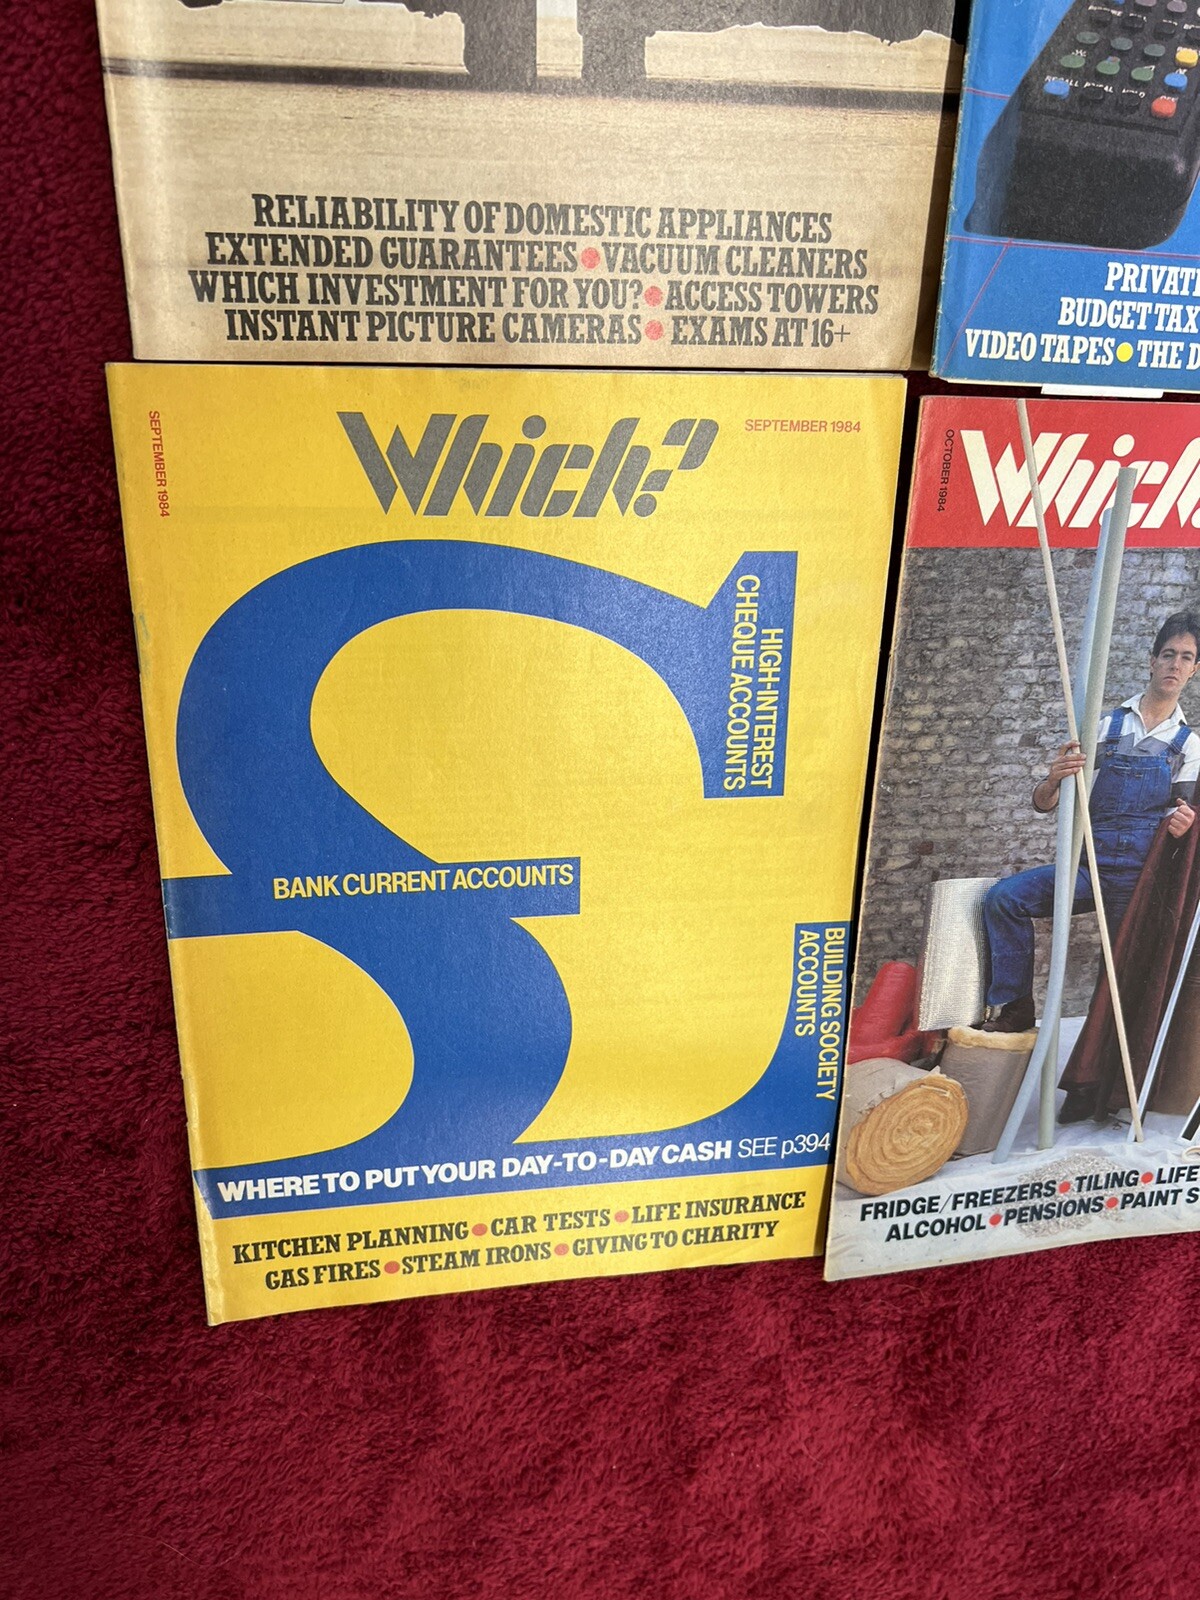 RELIABILITY OF DOMESTIC APPLIANCES
EXTENDED GUARANTEES • VACUUM CLEANERS
WHICH INVESTMENT FOR YOU? • ACCESS TOWERS
INSTANT PICTURE CAMERAS • EXAMS AT 16+
BUDGET TAX
VIDEO TAPES • THE
SEPTEMBER 1984
Which?
SEPTEMBER 1984
HIGH-INTEREST
CHEQUE ACCOUNTS
BANK CURRENT ACCOUNTS
BUILDING SOCIETY
ACCOUNTS
WHERE TO PUT YOUR DAY-TO-DAY CASH SEE p394
KITCHEN PLANNING • CAR TESTS • LIFE INSURANCE
GAS FIRES • STEAM IRONS • GIVING TO CHARITY
OCTOBER 1984
Which
FRIDGE/FREEZERS • TILING • LIFE
ALCOHOL • PENSIONS • PAINT